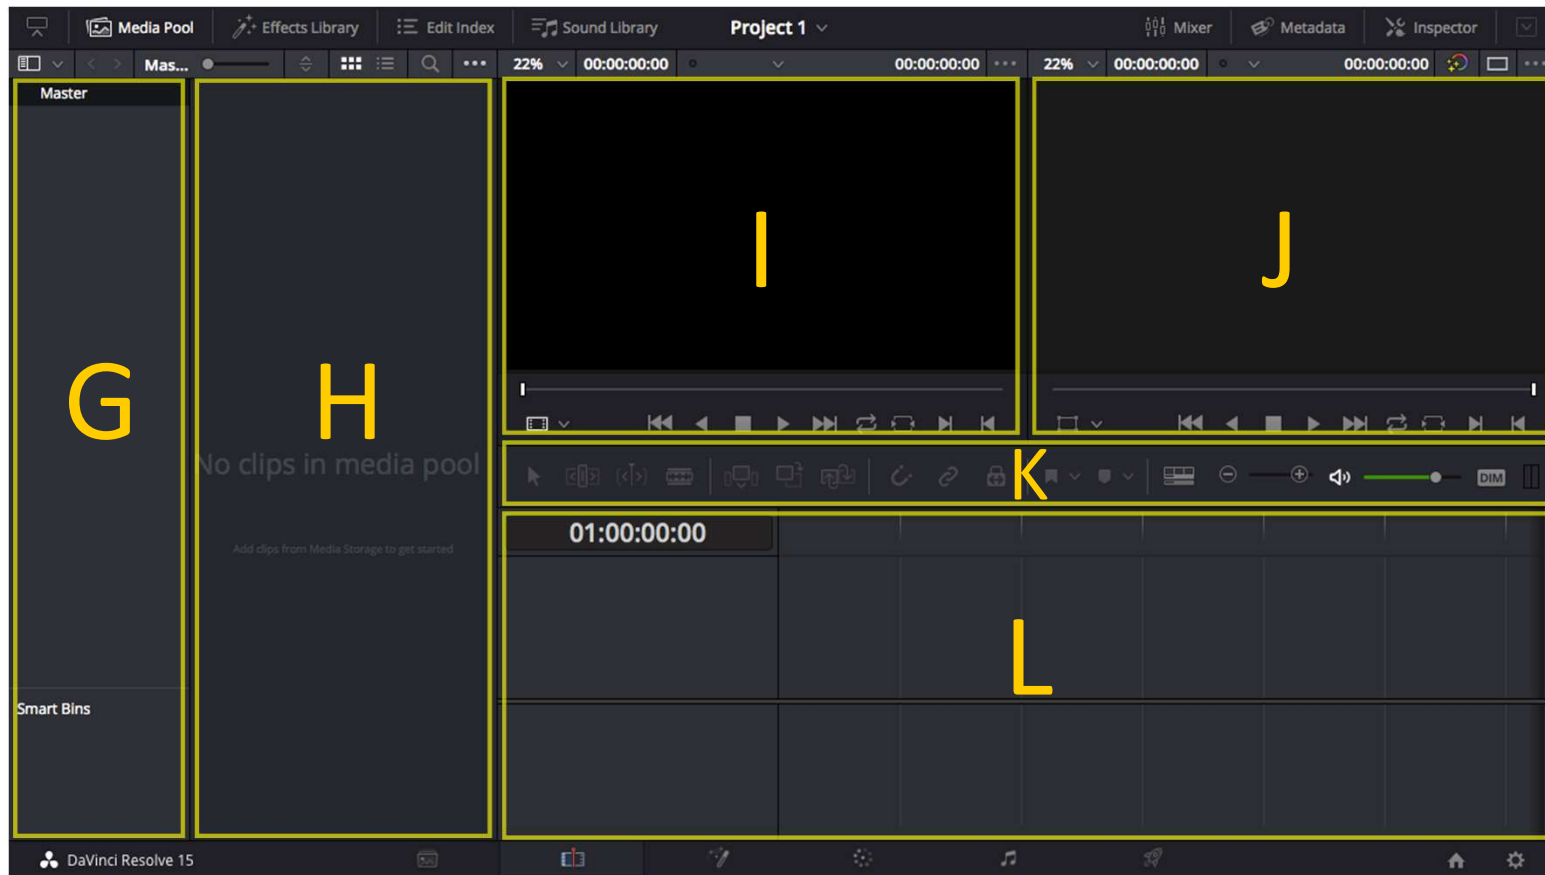 Media Pool Effects Library Edit Index Sound Library Project 1 Mixer Metadata Inspector
Mas... 22% 00:00:00:00 00:00:00:00 22% 00:00:00:00 00:00:00:00
Master
I J
G H
No clips in media pool
K DIM
01:00:00:00
Add clips from Media Storage to get started
L
Smart Bins
DaVinci Resolve 15